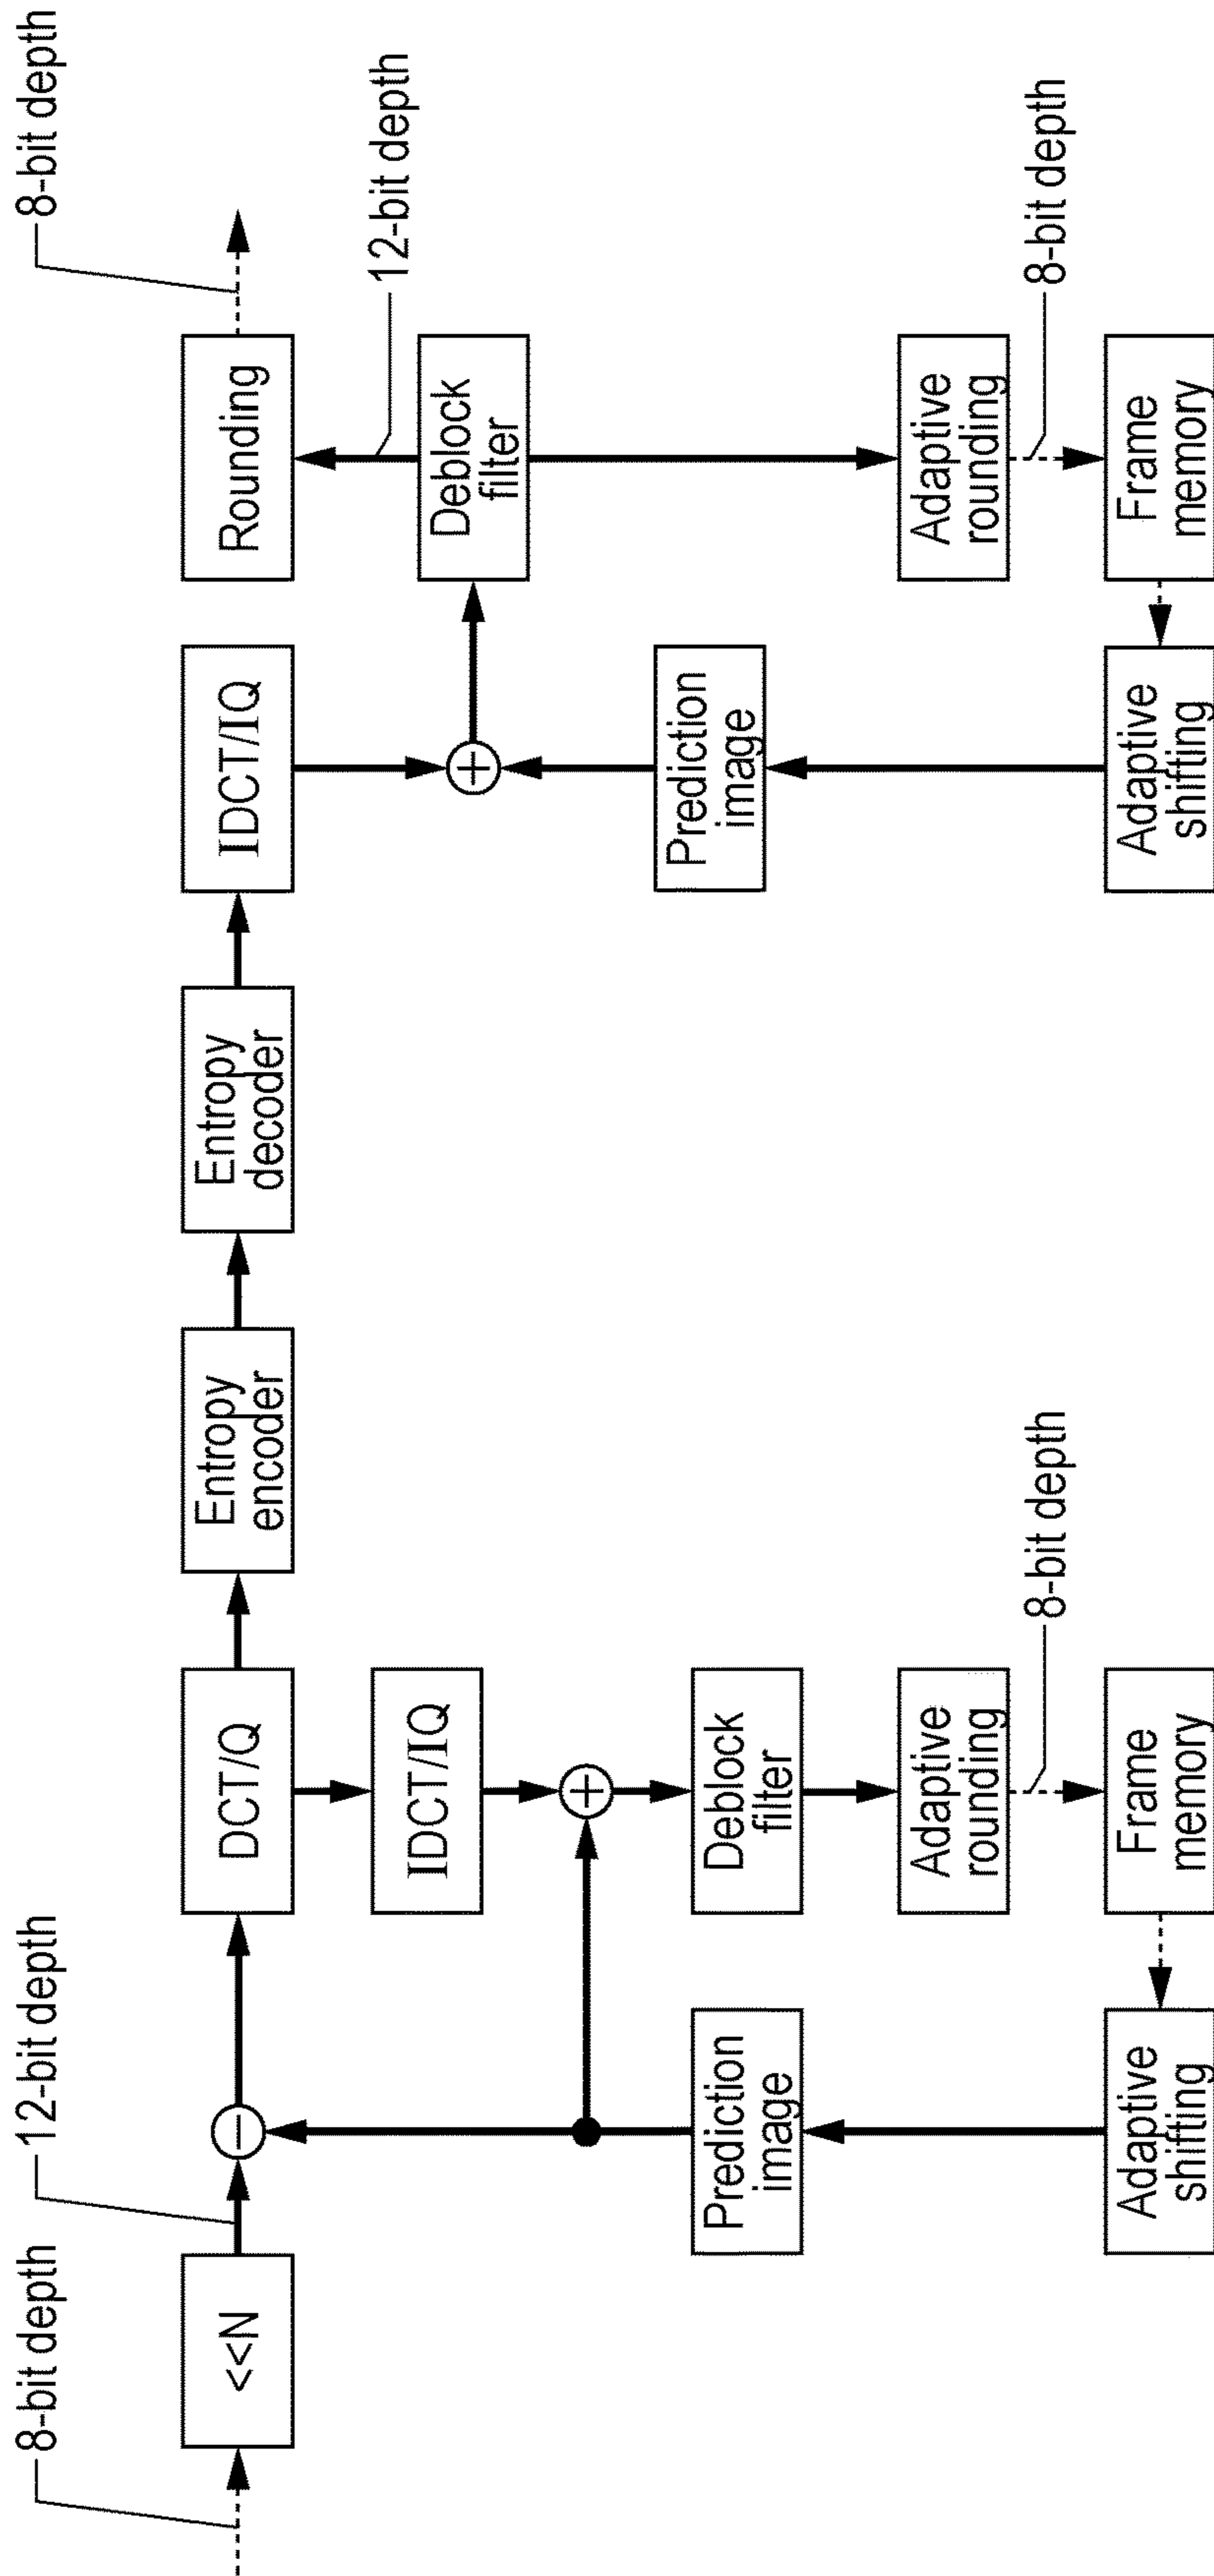 8-bit depth
12-bit depth
8-bit depth
<<N
−
DCT/Q
Entropy
encoder
Entropy
decoder
IDCT/IQ
Rounding
12-bit depth
IDCT/IQ
Deblock
filter
+
+
Prediction
image
Prediction
image
Deblock
filter
Adaptive
rounding
Adaptive
rounding
8-bit depth
8-bit depth
Adaptive
shifting
Frame
memory
Adaptive
shifting
Frame
memory